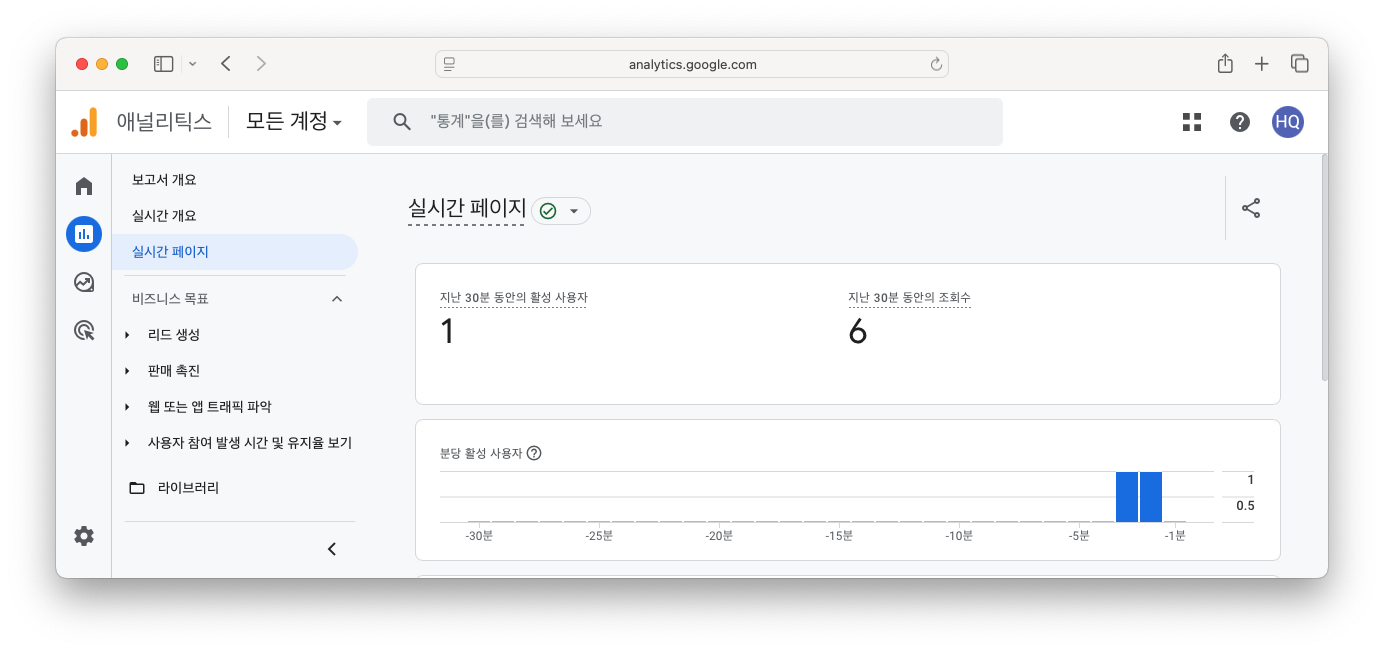 analytics.google.com
애널리틱스
모든 계정
"통계"을(를) 검색해 보세요
HQ
보고서 개요
실시간 개요
실시간 페이지
비즈니스 목표
리드 생성
판매 촉진
웹 또는 앱 트래픽 파악
사용자 참여 발생 시간 및 유지율 보기
라이브러리
실시간 페이지
지난 30분 동안의 활성 사용자
1
지난 30분 동안의 조회수
6
분당 활성 사용자
1
0.5
-30분 -25분 -20분 -15분 -10분 -5분 -1분